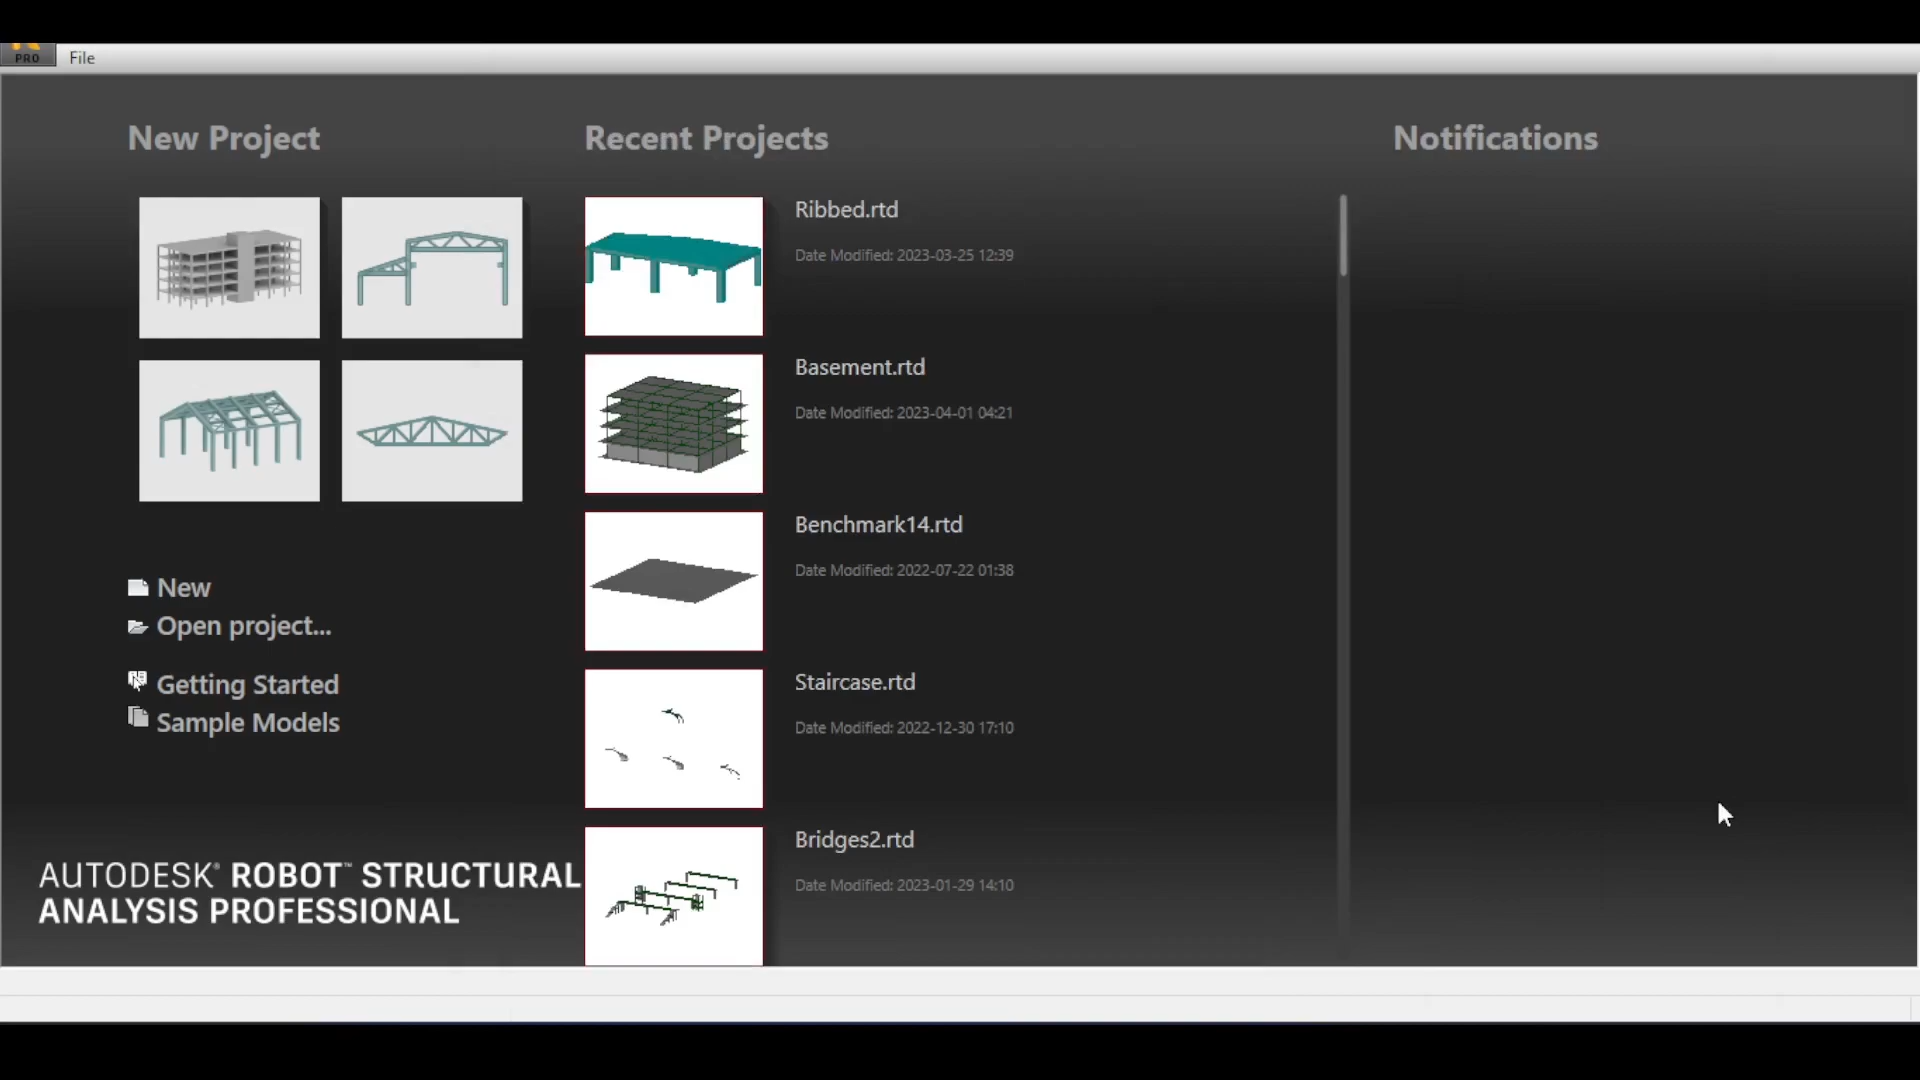 PRO
File
New Project
New
Open project...
Getting Started
Sample Models
AUTODESK® ROBOT™ STRUCTURAL
ANALYSIS PROFESSIONAL
Recent Projects
Ribbed.rtd
Date Modified: 2023-03-25 12:39
Basement.rtd
Date Modified: 2023-04-01 04:21
Benchmark14.rtd
Date Modified: 2022-07-22 01:38
Staircase.rtd
Date Modified: 2022-12-30 17:10
Bridges2.rtd
Date Modified: 2023-01-29 14:10
Notifications